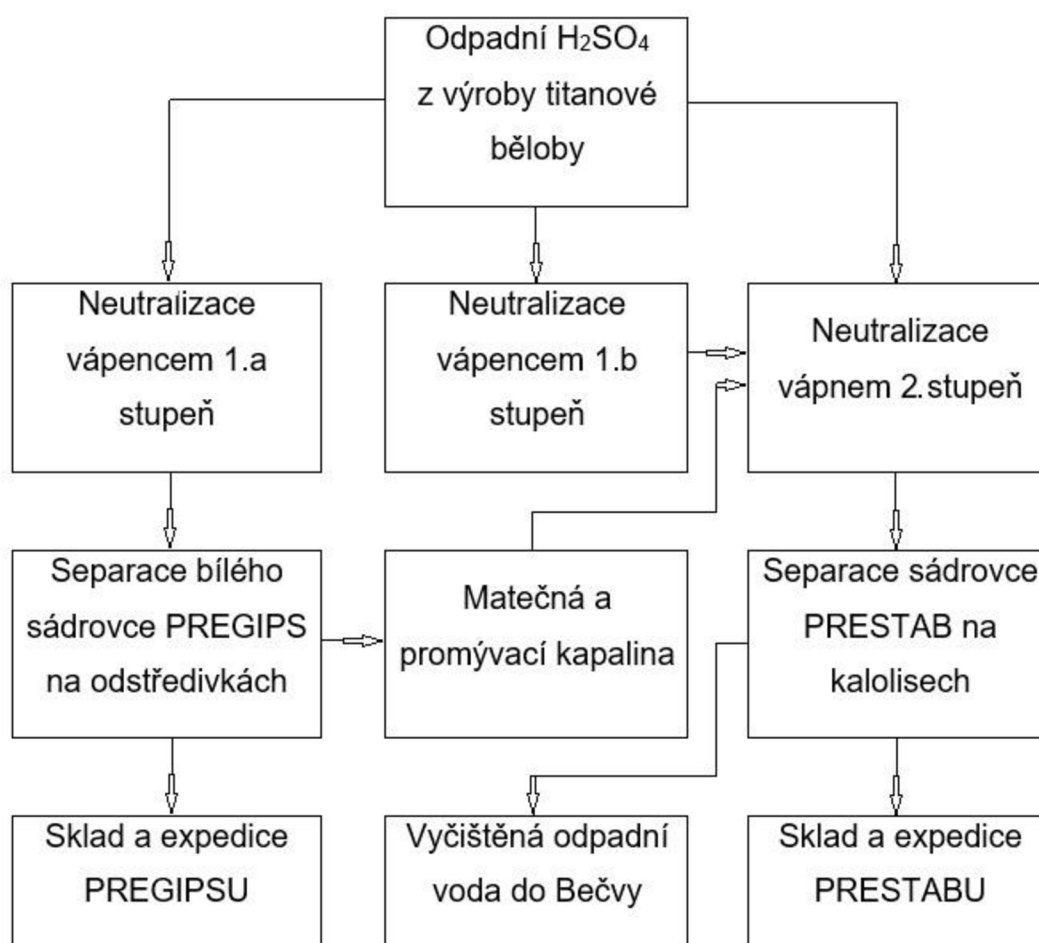 Odpadní H₂SO₄
z výroby titanové
běloby
Neutralizace
vápencem 1.a
stupeň
Neutralizace
vápencem 1.b
stupeň
Neutralizace
vápnem 2. stupeň
Separace bílého
sádrovce PREGIPS
na odstředivkách
Matečná a
promývací kapalina
Separace sádrovce
PRESTAB na
kalolisech
Sklad a expedice
PREGIPSU
Vyčištěná odpadní
voda do Bečvy
Sklad a expedice
PRESTABU